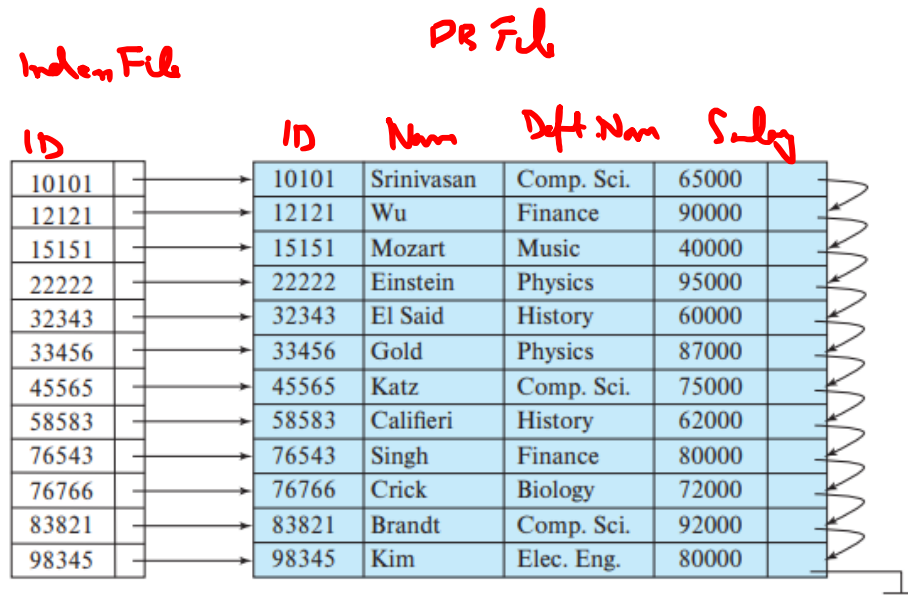 DB File
Index File
ID ID Name Dept. Name Salary
10101 10101 Srinivasan Comp. Sci. 65000
12121 12121 Wu Finance 90000
15151 15151 Mozart Music 40000
22222 22222 Einstein Physics 95000
32343 32343 El Said History 60000
33456 33456 Gold Physics 87000
45565 45565 Katz Comp. Sci. 75000
58583 58583 Califieri History 62000
76543 76543 Singh Finance 80000
76766 76766 Crick Biology 72000
83821 83821 Brandt Comp. Sci. 92000
98345 98345 Kim Elec. Eng. 80000